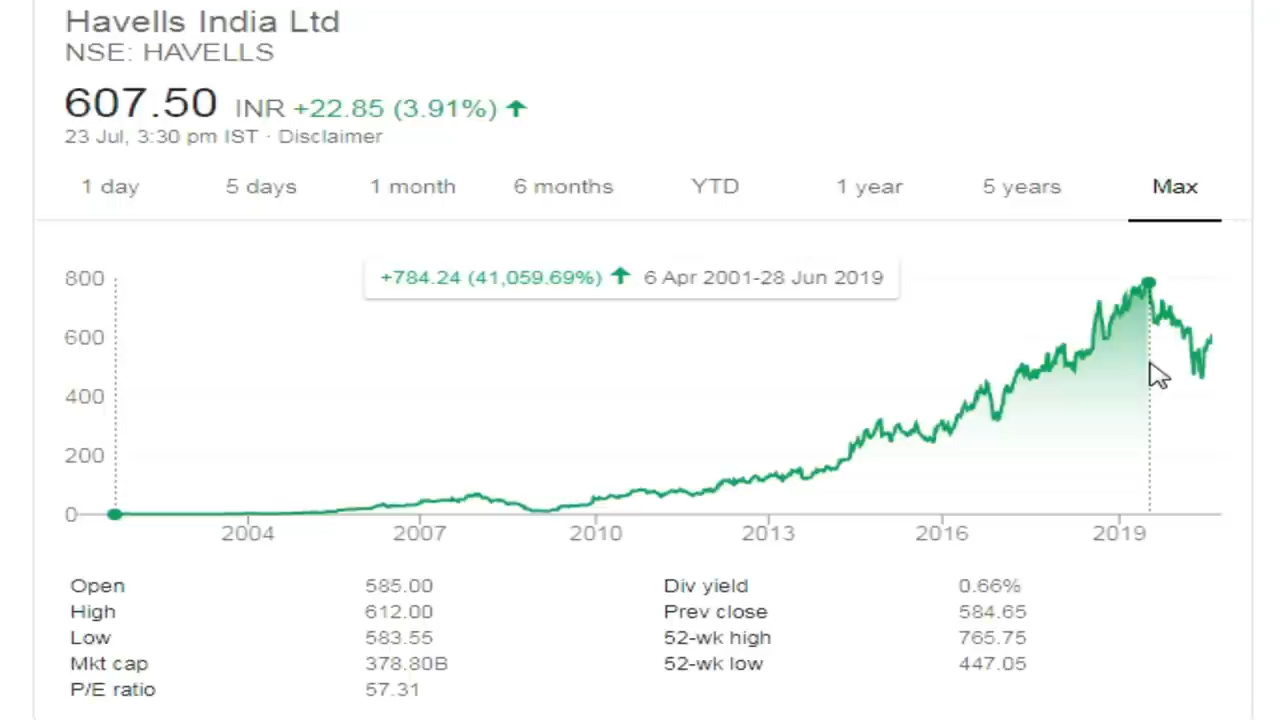 Havells India Ltd
NSE: HAVELLS
607.50 INR +22.85 (3.91%)
23 Jul, 3:30 pm IST · Disclaimer
1 day 5 days 1 month 6 months YTD 1 year 5 years Max
+784.24 (41,059.69%) 6 Apr 2001-28 Jun 2019
800
600
400
200
0
2004 2007 2010 2013 2016 2019
Open 585.00 Div yield 0.66%
High 612.00 Prev close 584.65
Low 583.55 52-wk high 765.75
Mkt cap 378.80B 52-wk low 447.05
P/E ratio 57.31